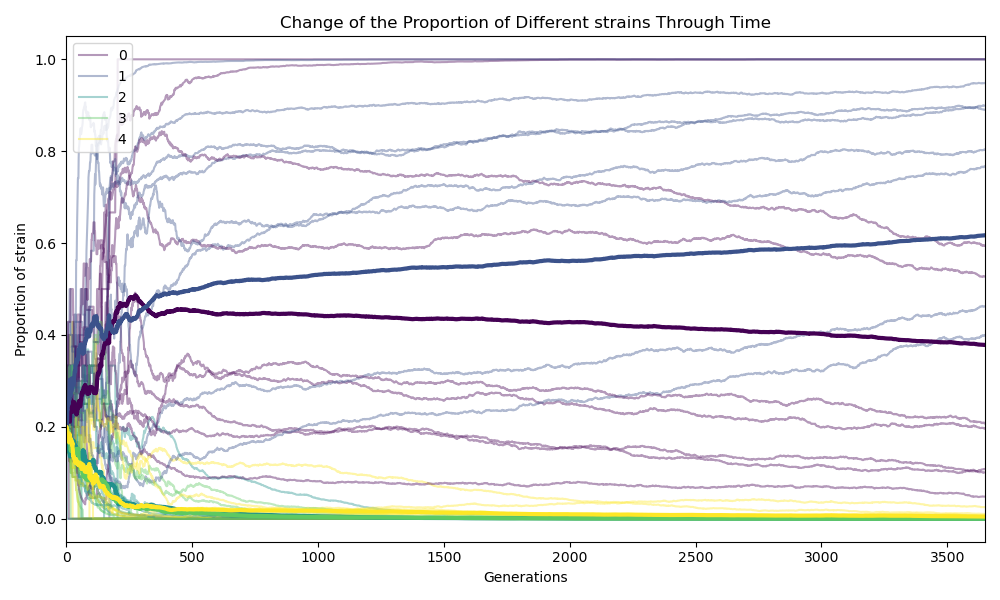 Change of the Proportion of Different strains Through Time
0
1
2
3
4
1.0
0.8
0.6
0.4
0.2
0.0
Proportion of strain
0 500 1000 1500 2000 2500 3000 3500
Generations